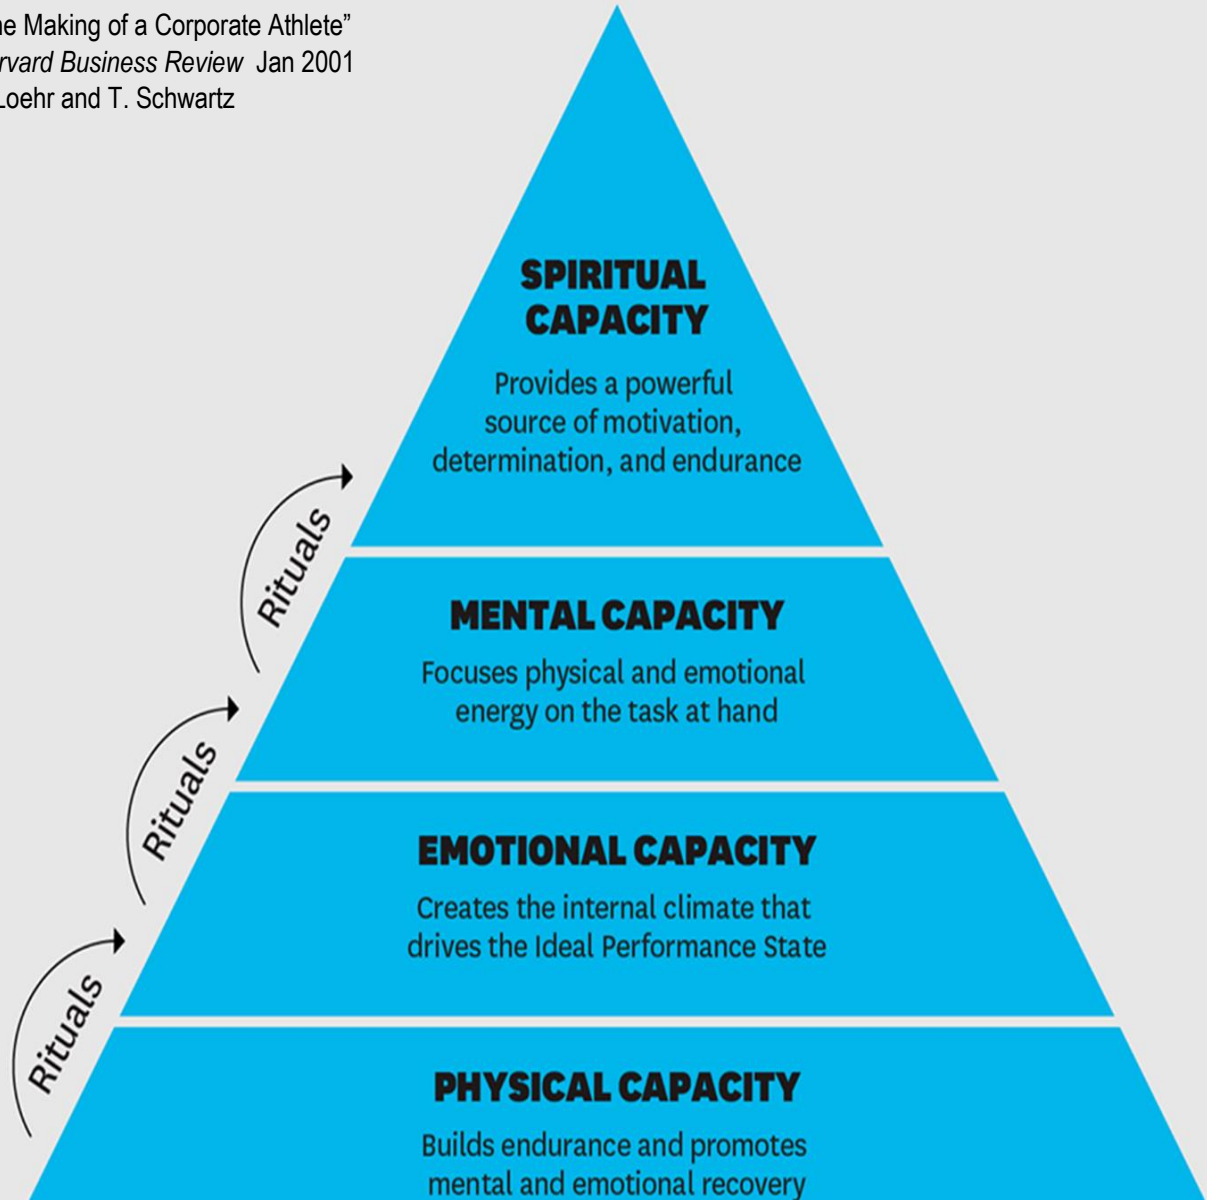 he Making of a Corporate Athlete”
rvard Business Review Jan 2001
Loehr and T. Schwartz
SPIRITUAL
CAPACITY
Provides a powerful
source of motivation,
determination, and endurance
Rituals
MENTAL CAPACITY
Focuses physical and emotional
energy on the task at hand
Rituals
EMOTIONAL CAPACITY
Creates the internal climate that
drives the Ideal Performance State
Rituals
PHYSICAL CAPACITY
Builds endurance and promotes
mental and emotional recovery